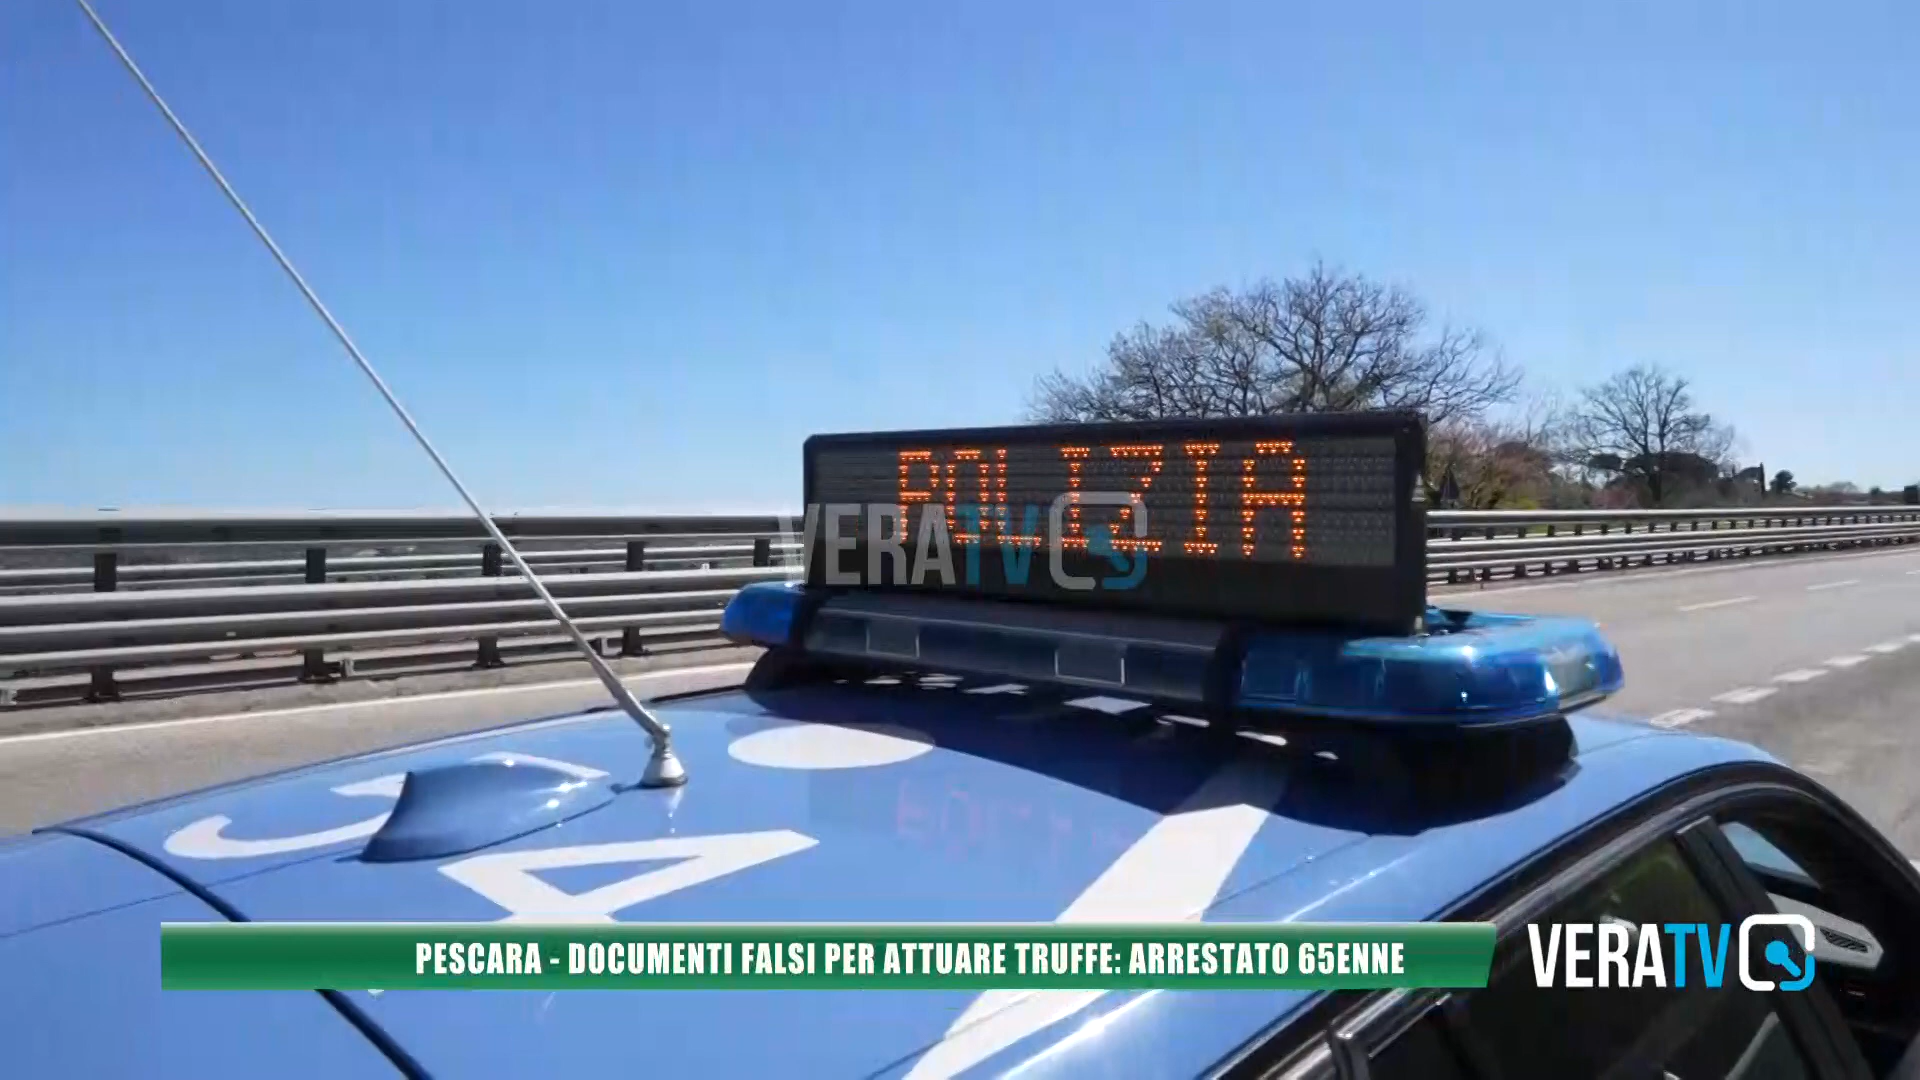 POLIZIA
VERATV
PESCARA - DOCUMENTI FALSI PER ATTUARE TRUFFE: ARRESTATO 65ENNE
VERATV